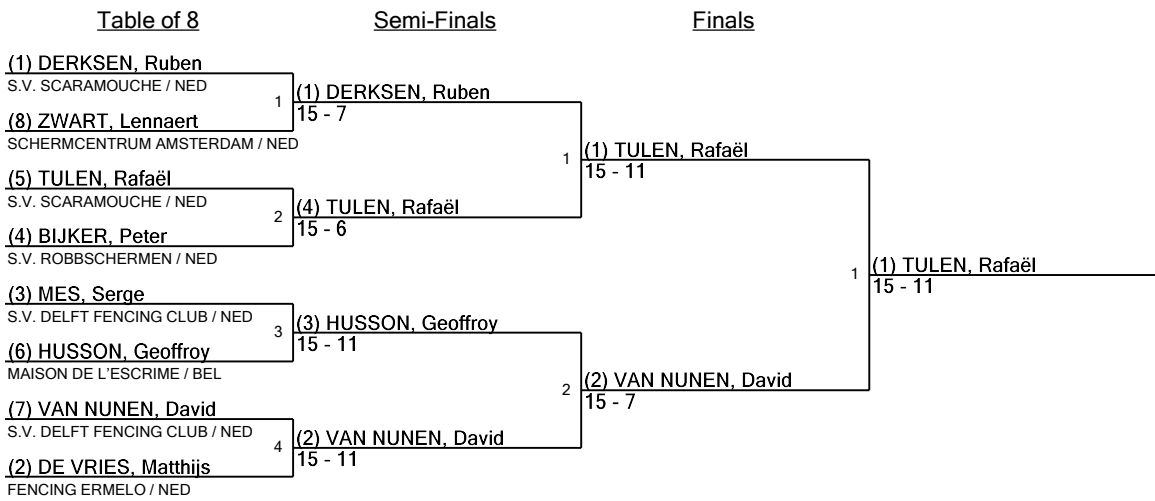 Table of 8
Semi-Finals
Finals
(1) DERKSEN, Ruben
S.V. SCARAMOUCHE / NED
1
(8) ZWART, Lennaert
SCHERMCENTRUM AMSTERDAM / NED
(5) TULEN, Rafaël
S.V. SCARAMOUCHE / NED
2
(4) BIJKER, Peter
S.V. ROBBSCHERMEN / NED
(3) MES, Serge
S.V. DELFT FENCING CLUB / NED
3
(6) HUSSON, Geoffroy
MAISON DE L'ESCRIME / BEL
(7) VAN NUNEN, David
S.V. DELFT FENCING CLUB / NED
4
(2) DE VRIES, Matthijs
FENCING ERMELO / NED
(1) DERKSEN, Ruben
15 - 7
1
(4) TULEN, Rafaël
15 - 6
(3) HUSSON, Geoffroy
15 - 11
2
(2) VAN NUNEN, David
15 - 11
(1) TULEN, Rafaël
15 - 11
1
(2) VAN NUNEN, David
15 - 7
(1) TULEN, Rafaël
15 - 11